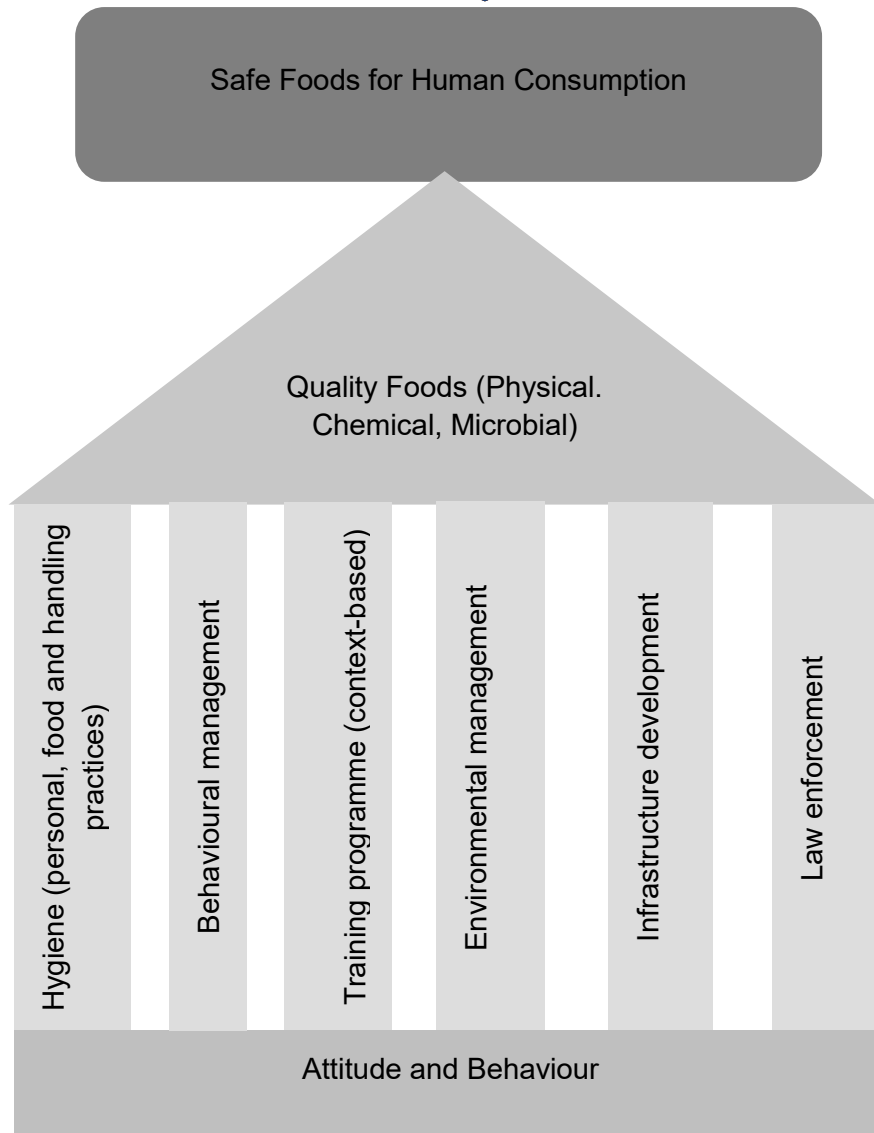 Safe Foods for Human Consumption
Quality Foods (Physical.
Chemical, Microbial)
Hygiene (personal, food and handling
practices)
Behavioural management
Training programme (context-based)
Environmental management
Infrastructure development
Law enforcement
Attitude and Behaviour